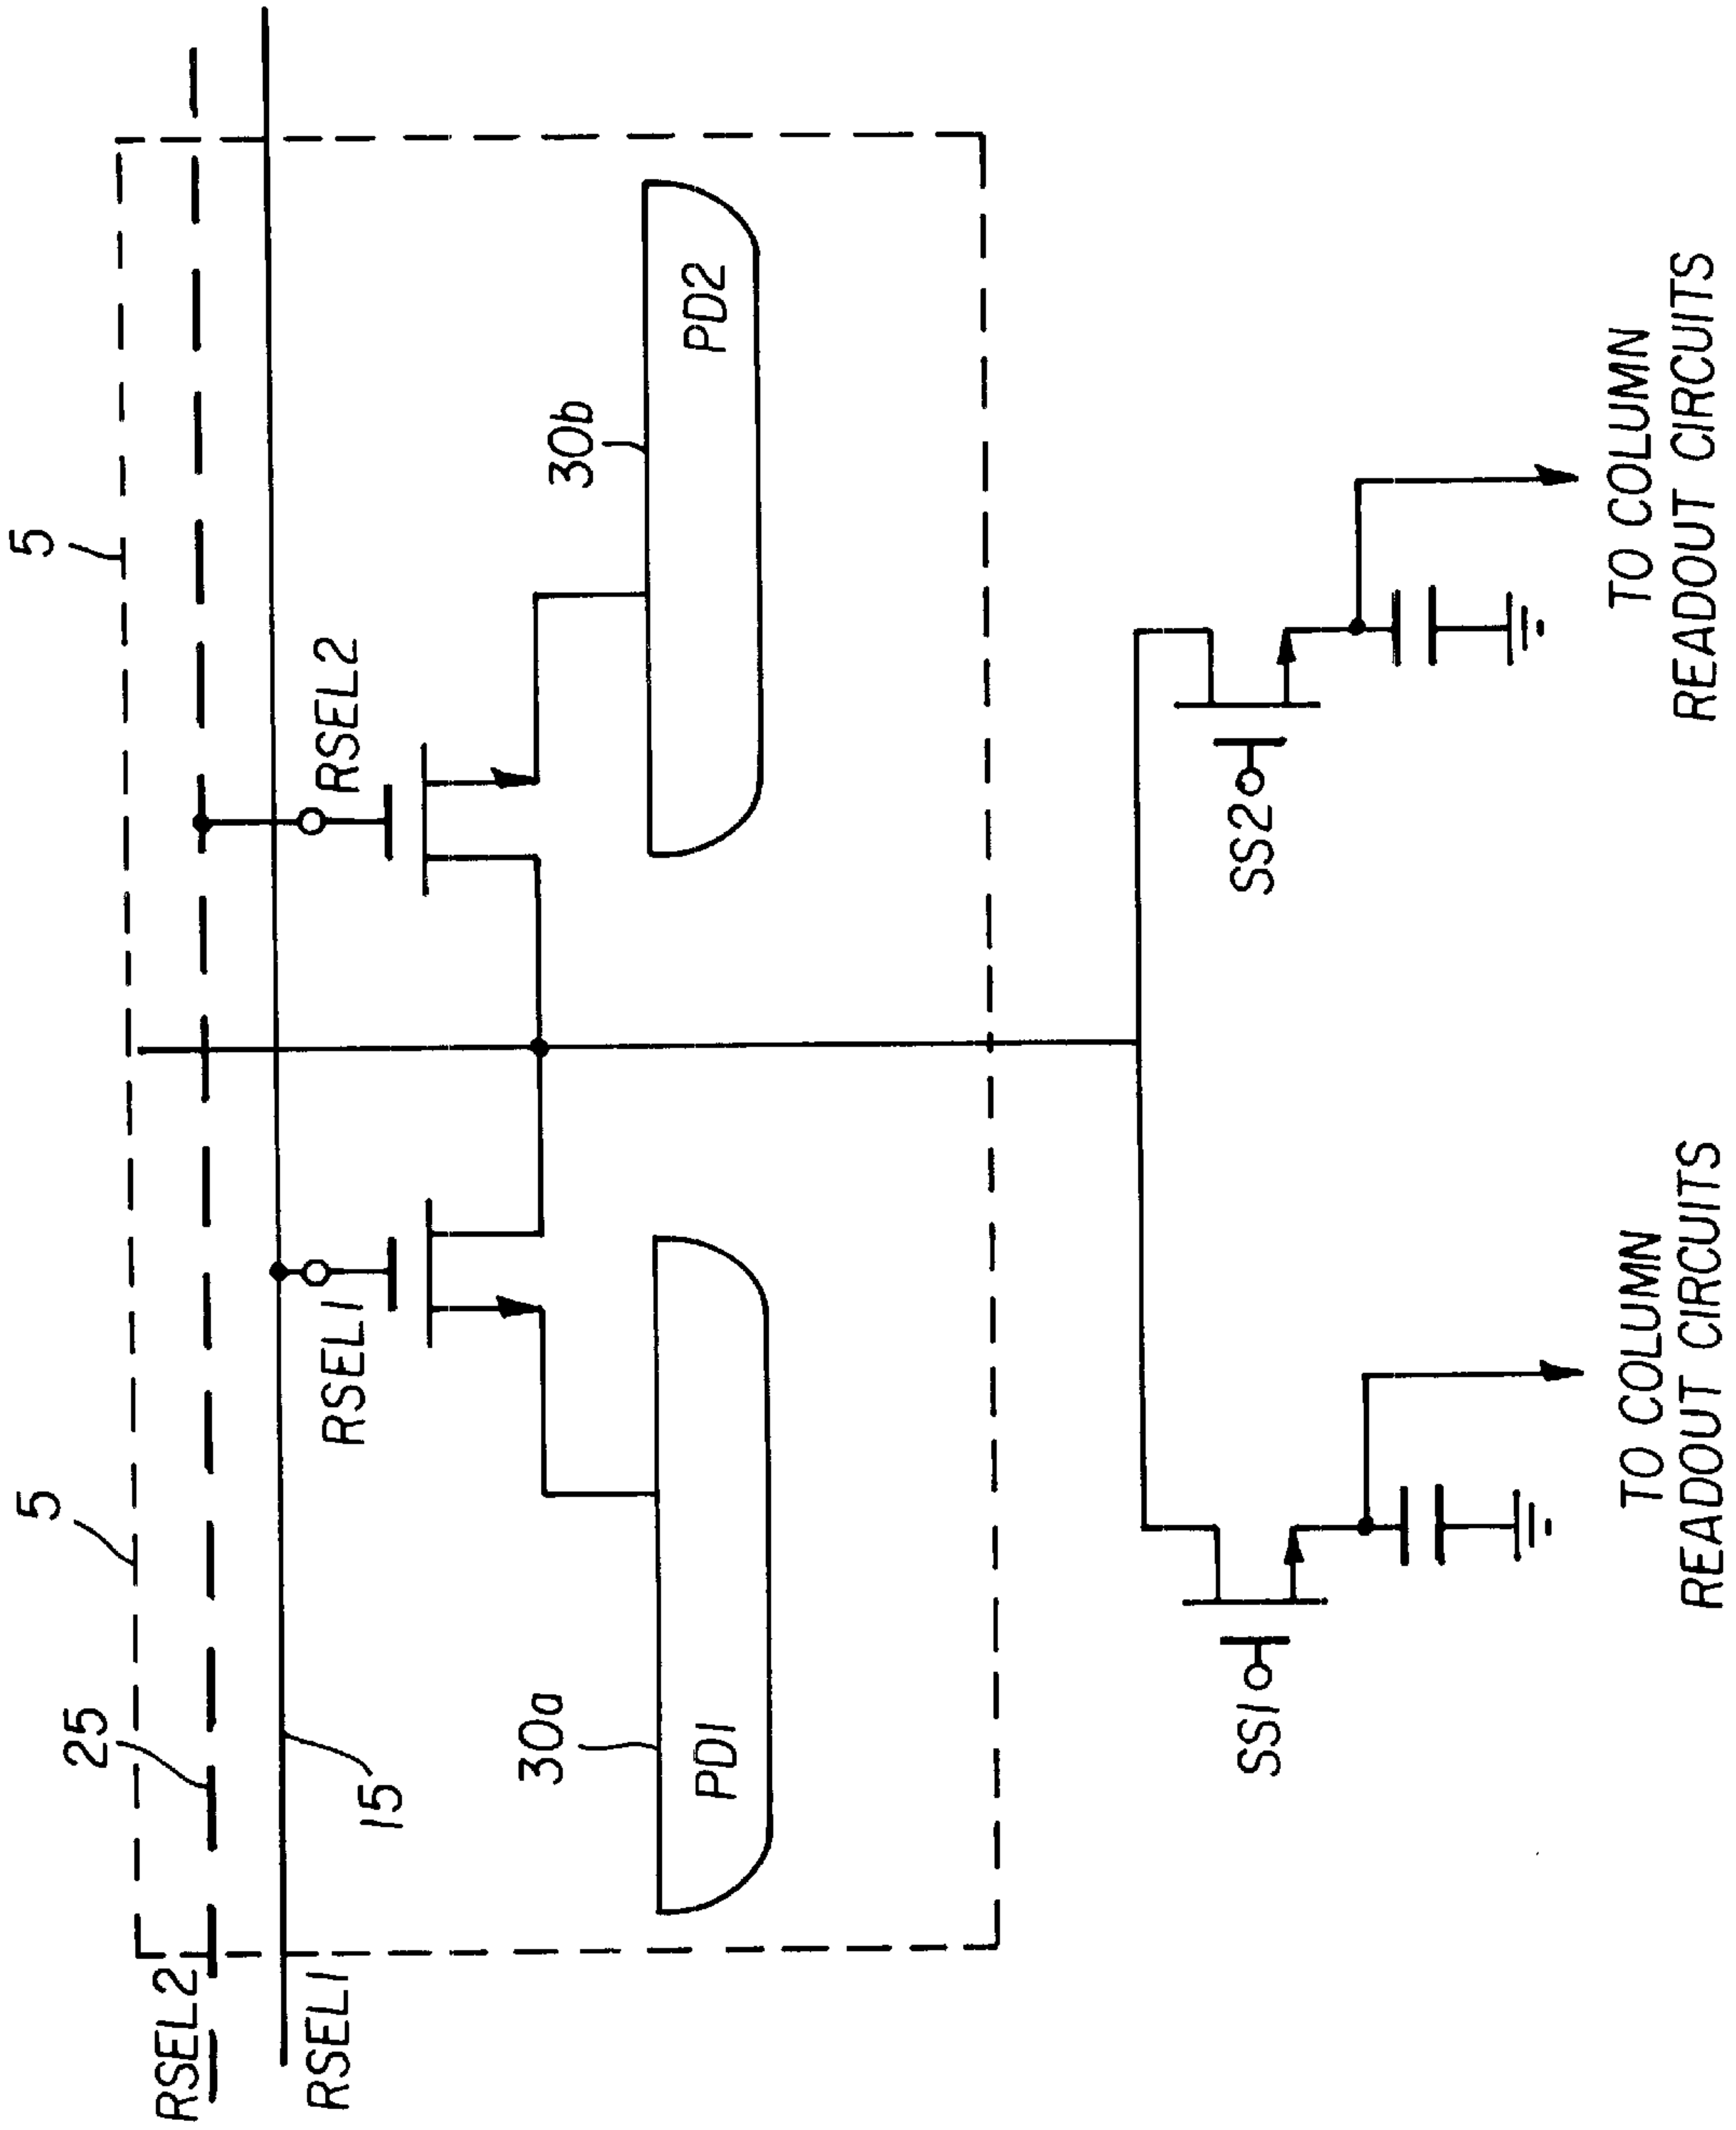 5
5
25
RSEL2
RSEL1
15
RSEL1
RSEL2
30a
30b
PD1
PD2
SS1
SS2
TO COLUMN
READOUT CIRCUITS
TO COLUMN
READOUT CIRCUITS